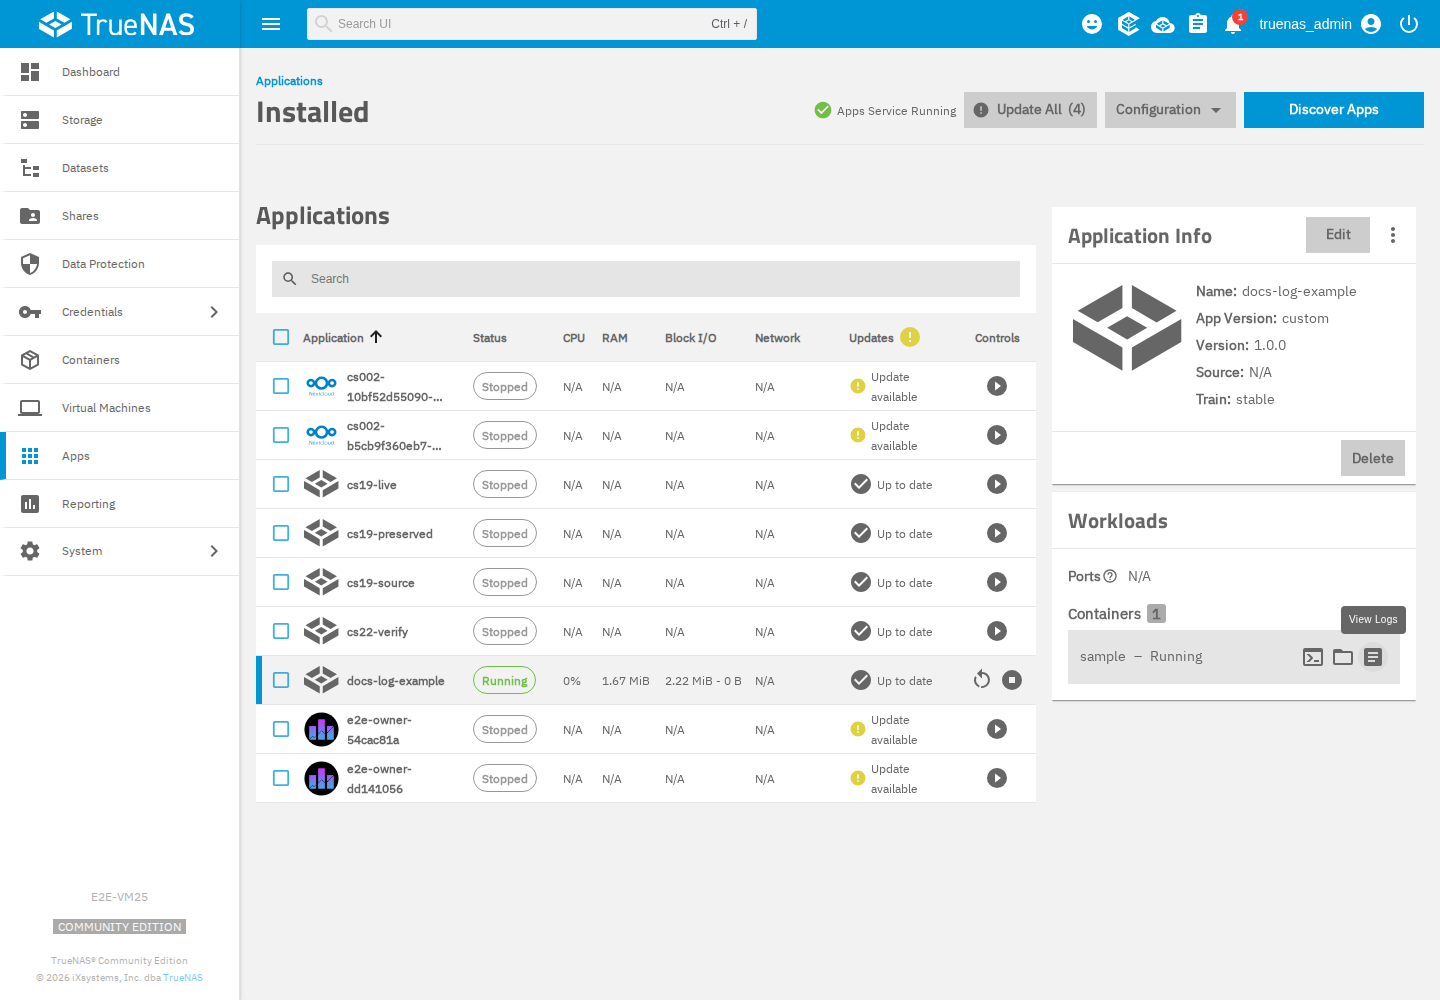 TrueNAS
Search UI
Ctrl + /
1
truenas_admin
Dashboard
Storage
Datasets
Shares
Data Protection
Credentials
Containers
Virtual Machines
Apps
Reporting
System
E2E-VM25
COMMUNITY EDITION
TrueNAS® Community Edition
© 2026 iXsystems, Inc. dba TrueNAS
Applications
Installed
Apps Service Running
Update All (4)
Configuration
Discover Apps
Applications
Search
Application Status CPU RAM Block I/O Network Updates Controls
cs002-
10bf52d55090-… Stopped N/A N/A N/A N/A Update
available
cs002-
b5cb9f360eb7-… Stopped N/A N/A N/A N/A Update
available
cs19-live Stopped N/A N/A N/A N/A Up to date
cs19-preserved Stopped N/A N/A N/A N/A Up to date
cs19-source Stopped N/A N/A N/A N/A Up to date
cs22-verify Stopped N/A N/A N/A N/A Up to date
docs-log-example Running 0% 1.67 MiB 2.22 MiB - 0 B N/A Up to date
e2e-owner-
54cac81a Stopped N/A N/A N/A N/A Update
available
e2e-owner-
dd141056 Stopped N/A N/A N/A N/A Update
available
Application Info
Edit
Name: docs-log-example
App Version: custom
Version: 1.0.0
Source: N/A
Train: stable
Delete
Workloads
Ports N/A
Containers 1
View Logs
sample – Running